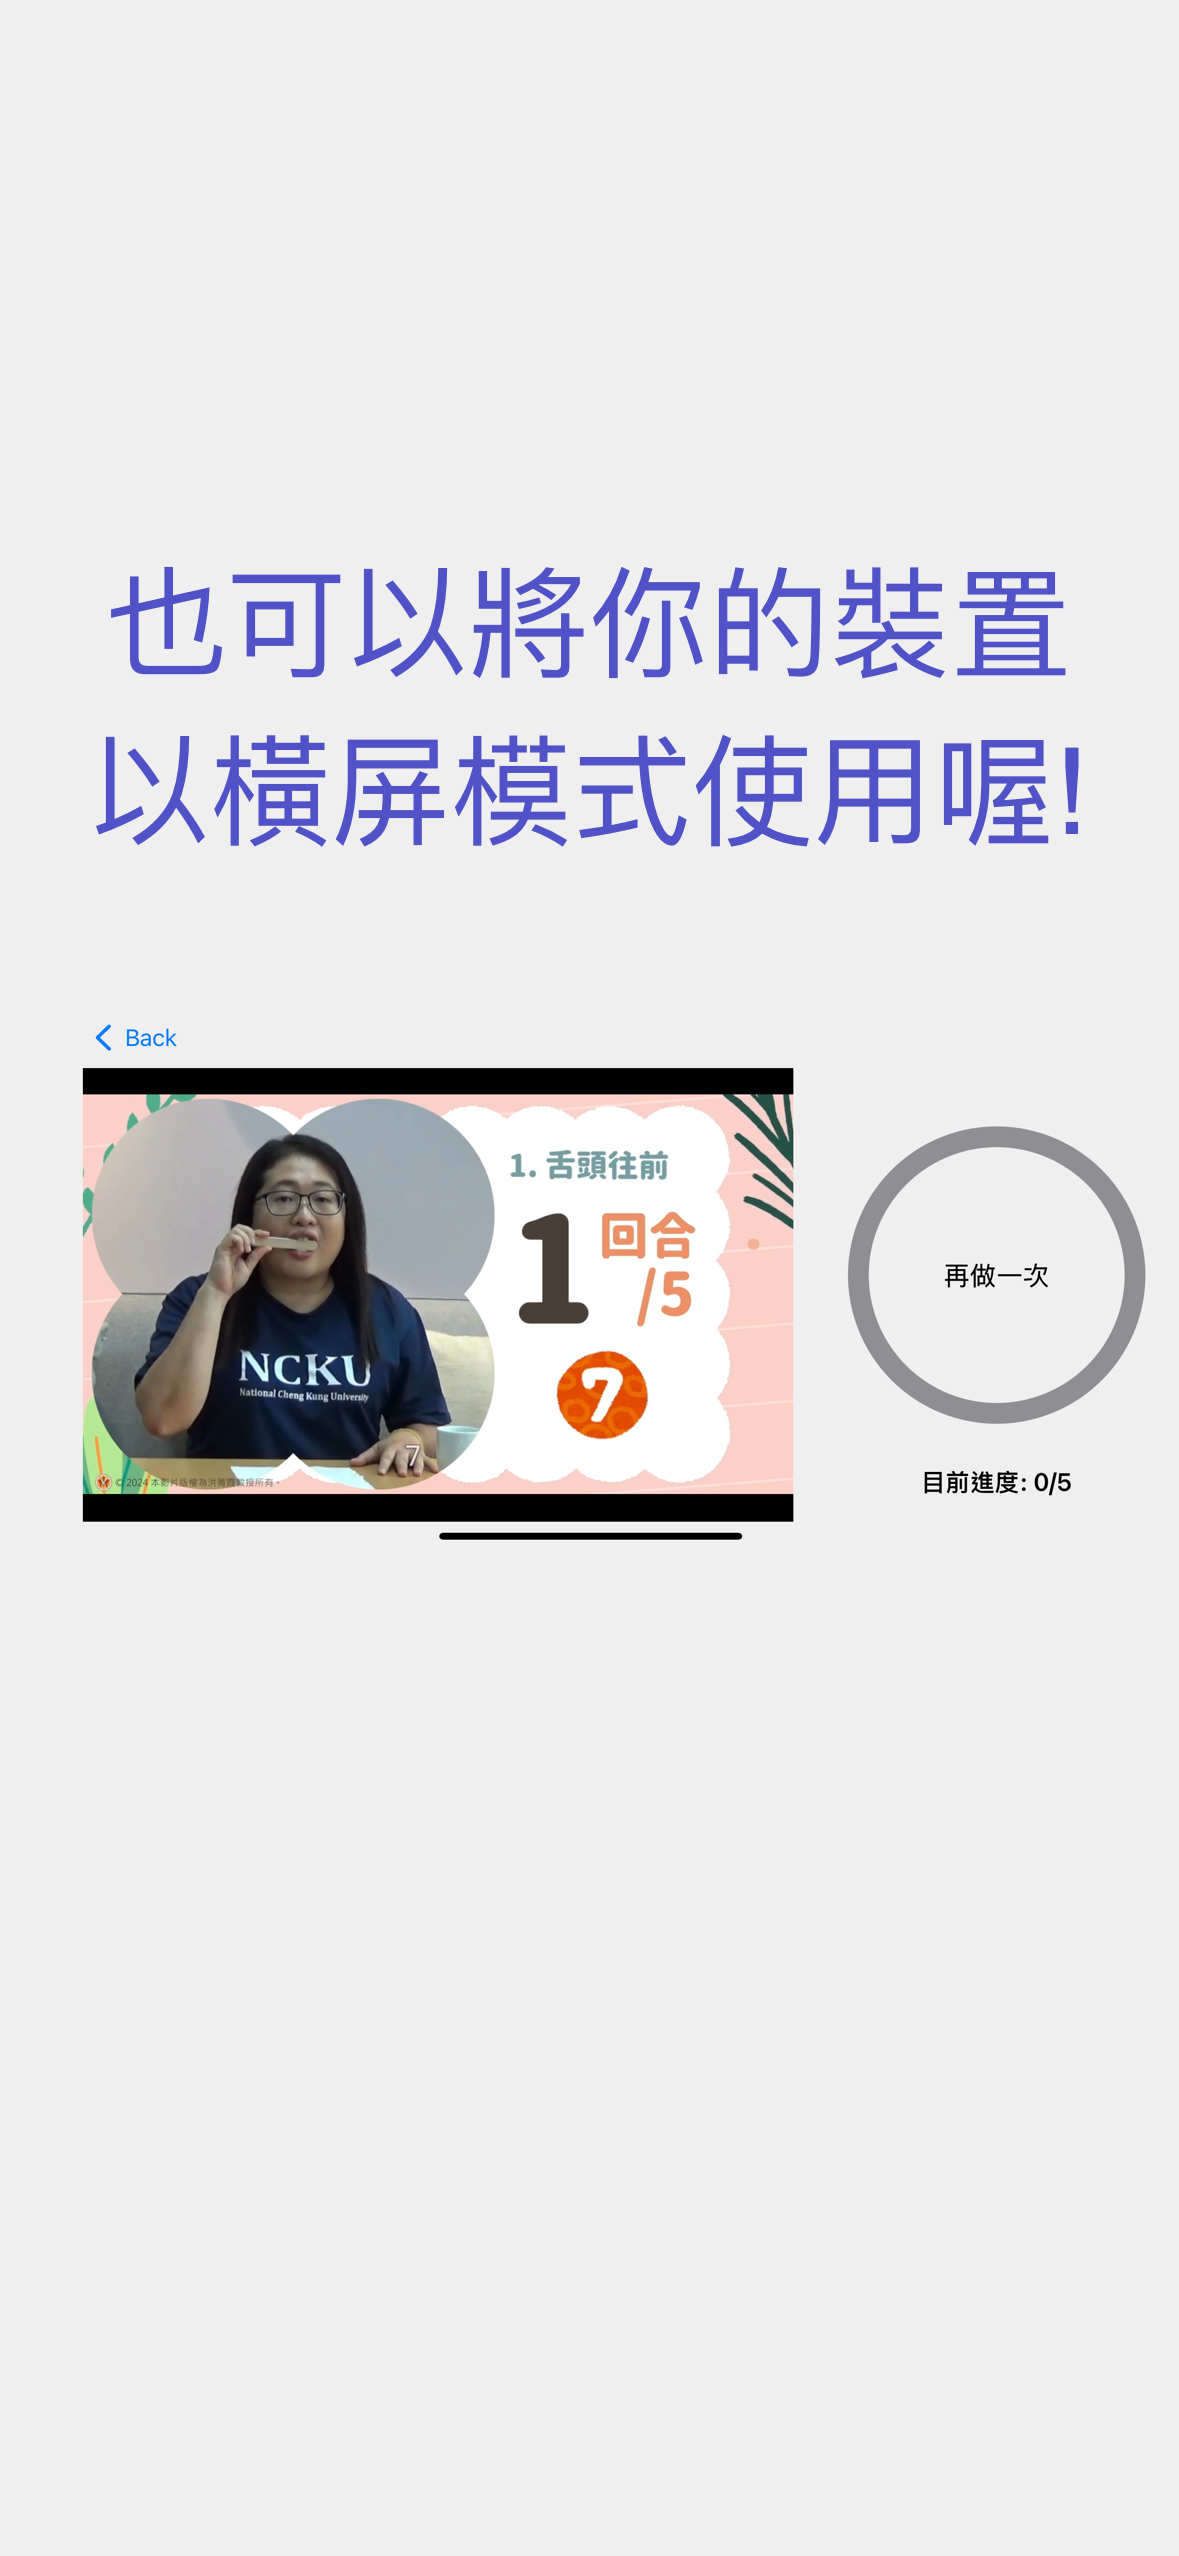 也可以將你的裝置
以橫屏模式使用喔!
Back
1. 舌頭往前
1 回合
/5
7
NCKU
National Cheng Kung University
7
© 2024 本影片版權為洪菁霞教授所有。
再做一次
目前進度: 0/5